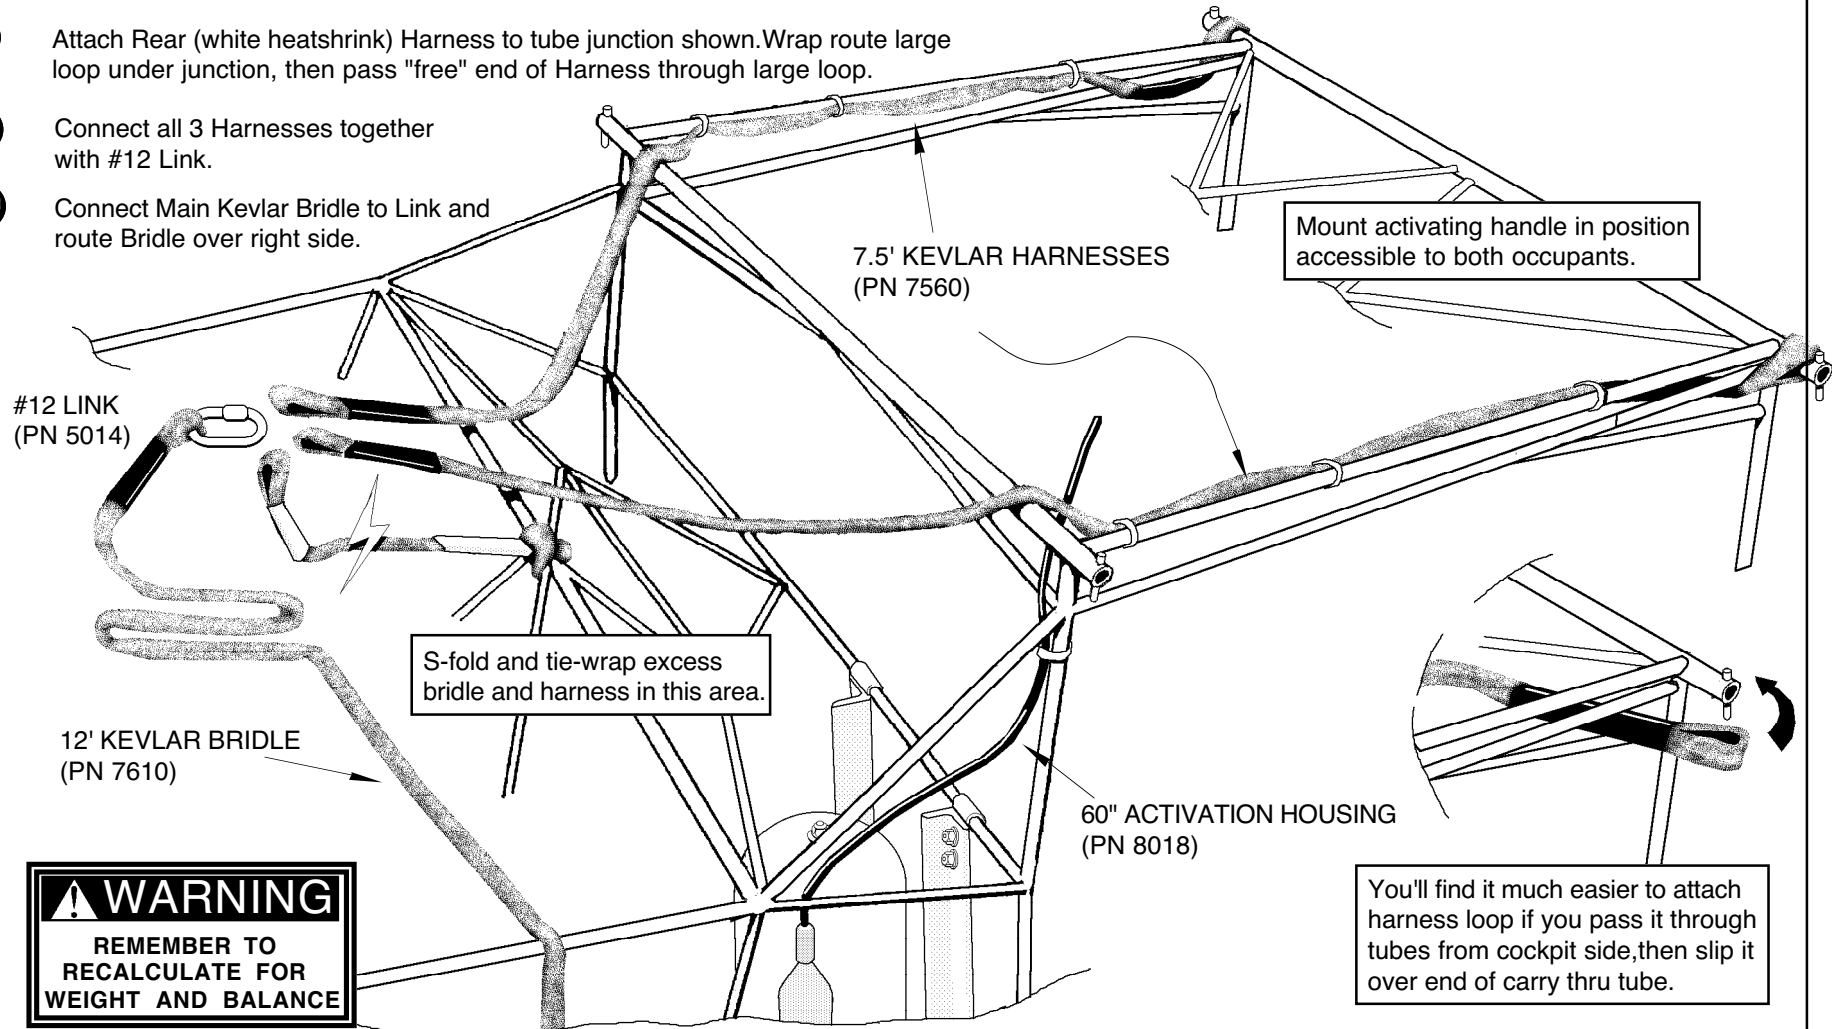 Attach Rear (white heatshrink) Harness to tube junction shown.Wrap route large
loop under junction, then pass "free" end of Harness through large loop.
Connect all 3 Harnesses together
with #12 Link.
Connect Main Kevlar Bridle to Link and
route Bridle over right side.
7.5' KEVLAR HARNESSES
(PN 7560)
Mount activating handle in position
accessible to both occupants.
#12 LINK
(PN 5014)
S-fold and tie-wrap excess
bridle and harness in this area.
12' KEVLAR BRIDLE
(PN 7610)
60" ACTIVATION HOUSING
(PN 8018)
You'll find it much easier to attach
harness loop if you pass it through
tubes from cockpit side,then slip it
over end of carry thru tube.
WARNING
REMEMBER TO
RECALCULATE FOR
WEIGHT AND BALANCE